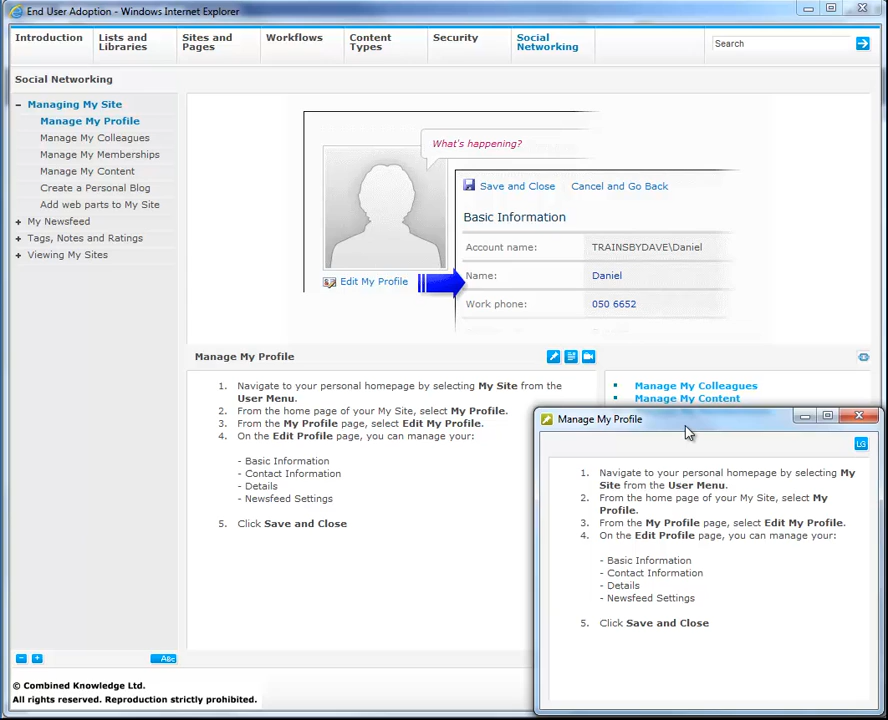 End User Adoption - Windows Internet Explorer
Introduction
Lists and
Libraries
Sites and
Pages
Workflows
Content
Types
Security
Social
Networking
Search
Social Networking
Managing My Site
Manage My Profile
Manage My Colleagues
Manage My Memberships
Manage My Content
Create a Personal Blog
Add web parts to My Site
My Newsfeed
Tags, Notes and Ratings
Viewing My Sites
What's happening?
Edit My Profile
Save and Close Cancel and Go Back
Basic Information
Account name: TRAINSBYDAVE\Daniel
Name: Daniel
Work phone: 050 6652
Manage My Profile
1. Navigate to your personal homepage by selecting My Site from the
User Menu.
2. From the home page of your My Site, select My Profile.
3. From the My Profile page, select Edit My Profile.
4. On the Edit Profile page, you can manage your:
- Basic Information
- Contact Information
- Details
- Newsfeed Settings
5. Click Save and Close
Manage My Colleagues
Manage My Content
Manage My Profile
LG
1. Navigate to your personal homepage by selecting My
Site from the User Menu.
2. From the home page of your My Site, select My
Profile.
3. From the My Profile page, select Edit My Profile.
4. On the Edit Profile page, you can manage your:
- Basic Information
- Contact Information
- Details
- Newsfeed Settings
5. Click Save and Close
ABC
© Combined Knowledge Ltd.
All rights reserved. Reproduction strictly prohibited.